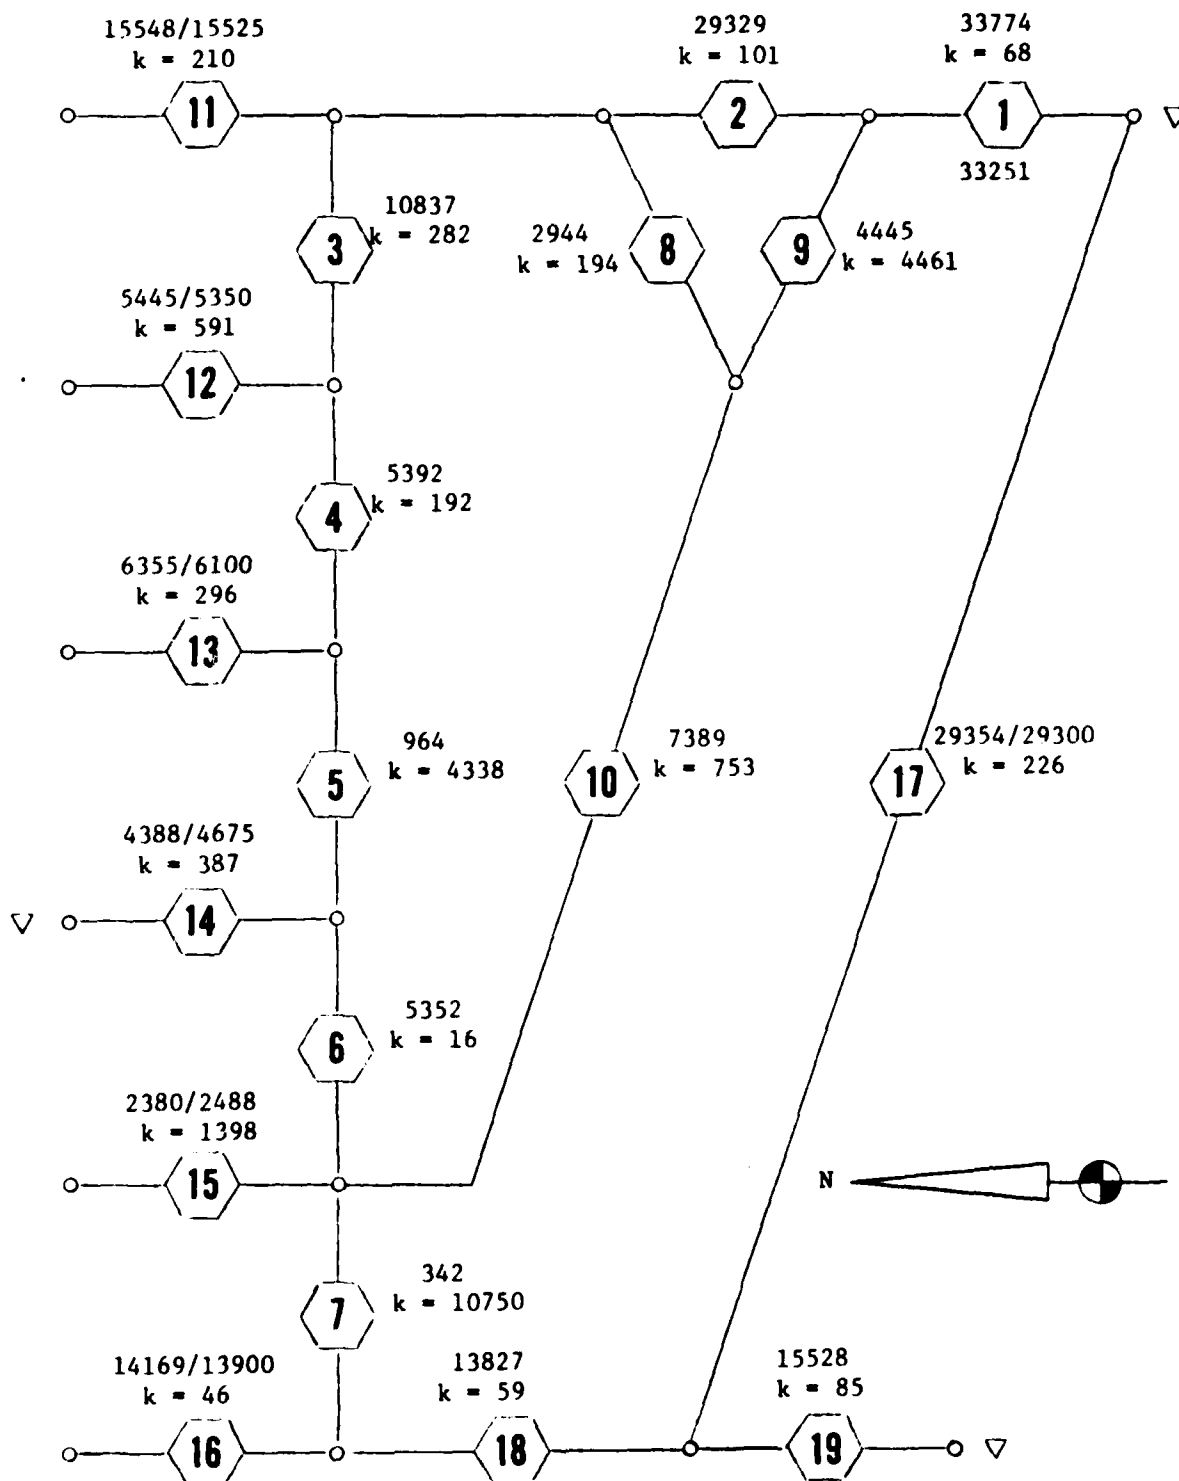 15548/15525
k = 210
11
29329
k = 101
2
33774
k = 68
1
33251
10837
k = 282
3
2944
k = 194
8
9
4445
k = 4461
5445/5350
k = 591
12
5392
k = 192
4
6355/6100
k = 296
13
964
k = 4338
5
7389
k = 753
10
29354/29300
k = 226
17
4388/4675
k = 387
14
5352
k = 16
6
2380/2488
k = 1398
15
N
342
k = 10750
7
14169/13900
k = 46
16
13827
k = 59
18
15528
k = 85
19